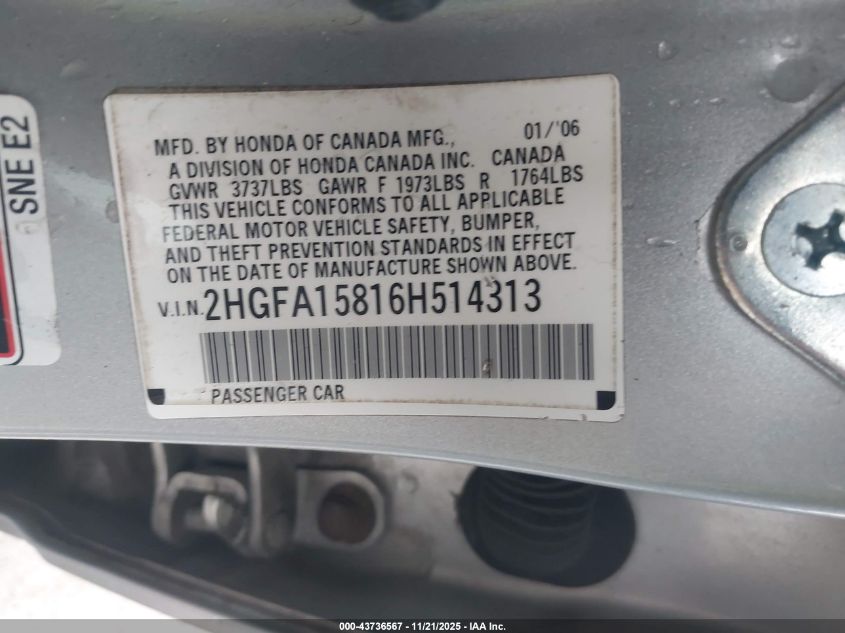 SNE E2
MFD. BY HONDA OF CANADA MFG., 01/'06
A DIVISION OF HONDA CANADA INC. CANADA
GVWR 3737LBS GAWR F 1973LBS R 1764LBS
THIS VEHICLE CONFORMS TO ALL APPLICABLE
FEDERAL MOTOR VEHICLE SAFETY, BUMPER,
AND THEFT PREVENTION STANDARDS IN EFFECT
ON THE DATE OF MANUFACTURE SHOWN ABOVE.
V.I.N. 2HGFA15816H514313
PASSENGER CAR
000-43736567 - 11/21/2025 - IAA Inc.